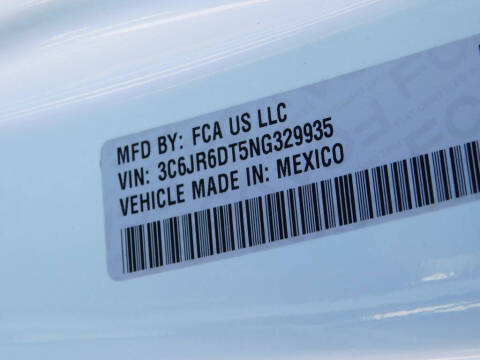 MFD BY: FCA US LLC
VIN: 3C6JR6DT5NG329935
VEHICLE MADE IN: MEXICO